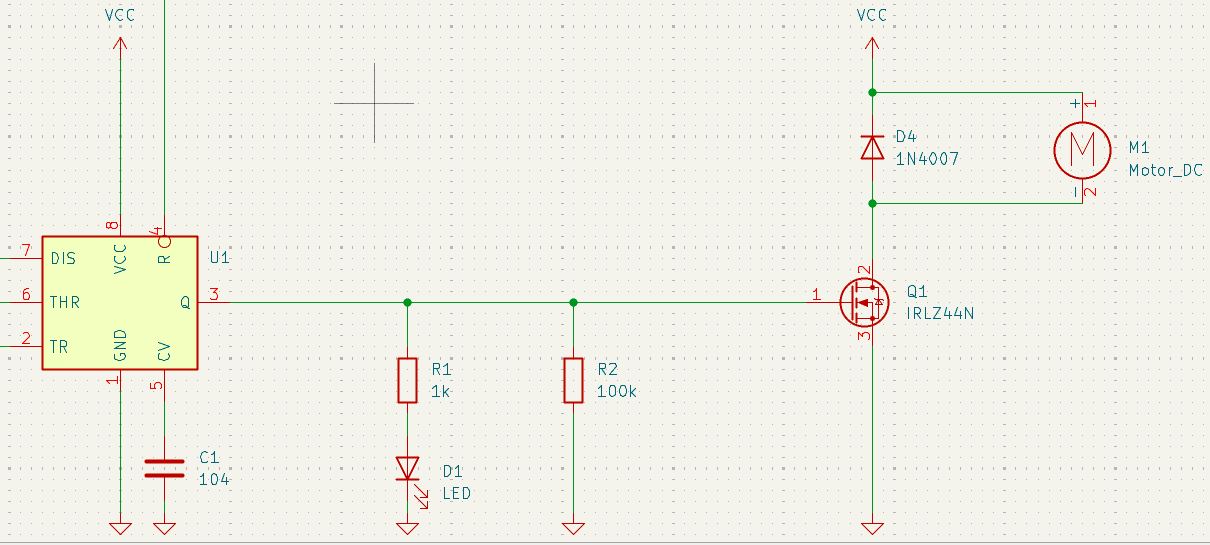 VCC
VCC
8
4
7
DIS
VCC
R
U1
6
THR
Q
3
2
TR
GND
CV
1
5
C1
104
R1
1k
D1
LED
R2
100k
+
1
D4
1N4007
M
M1
Motor_DC
−
2
2
1
Q1
IRLZ44N
3